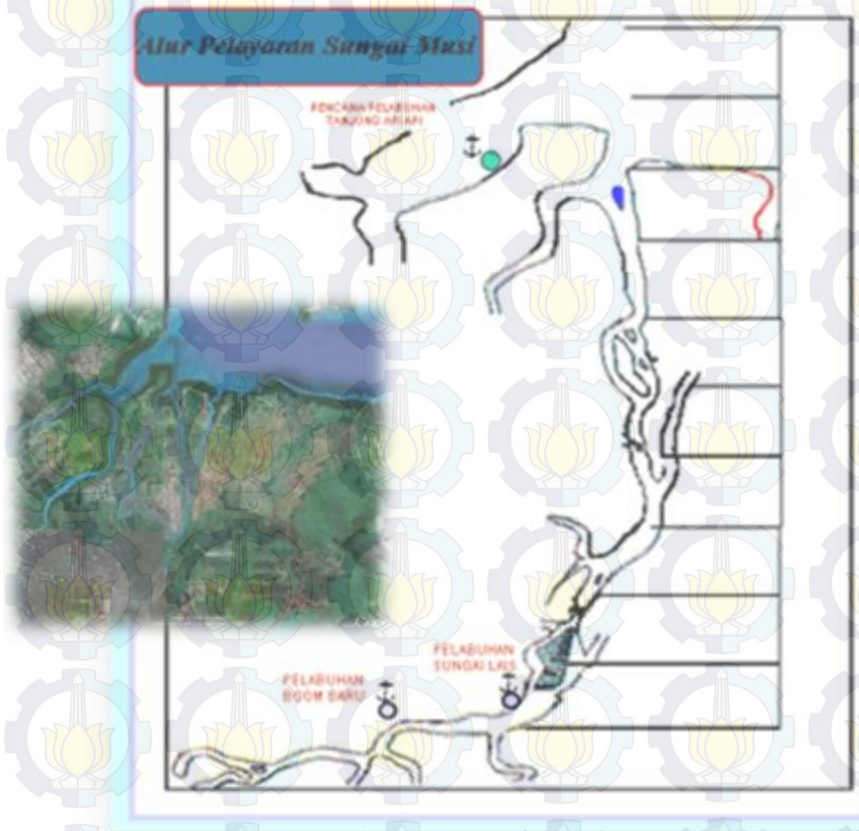 Alur Pelayaran Sungai Musi
RENCANA PELABUHAN
TANJUNG API-API
PELABUHAN
SUNGAI LAIS
PELABUHAN
BOOM BARU